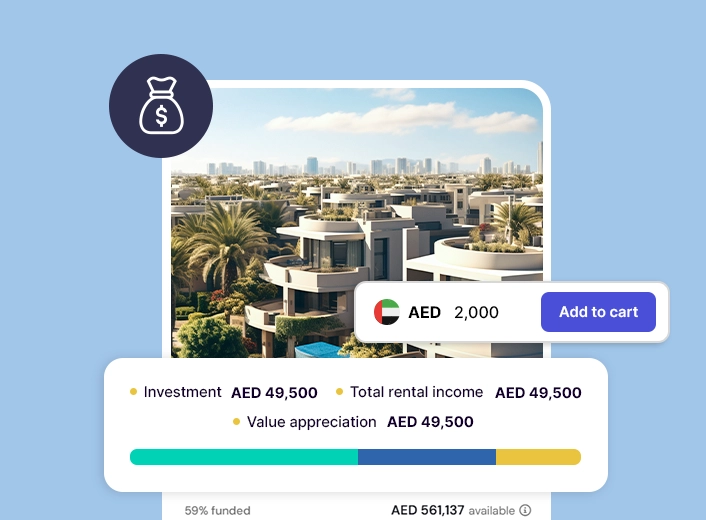 $
AED 2,000 Add to cart
Investment AED 49,500 Total rental income AED 49,500
Value appreciation AED 49,500
59% funded AED 561,137 available